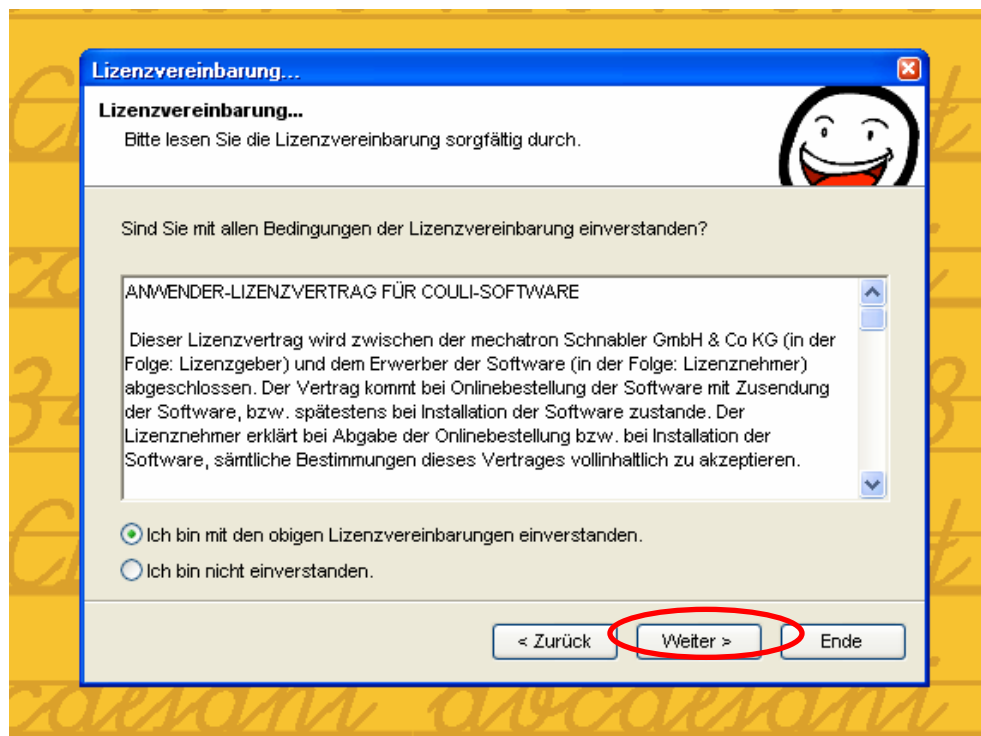 Lizenzvereinbarung...
Lizenzvereinbarung...
Bitte lesen Sie die Lizenzvereinbarung sorgfältig durch.
Sind Sie mit allen Bedingungen der Lizenzvereinbarung einverstanden?
ANWENDER-LIZENZVERTRAG FÜR COULI-SOFTWARE
Dieser Lizenzvertrag wird zwischen der mechatron Schnabler GmbH & Co KG (in der
Folge: Lizenzgeber) und dem Erwerber der Software (in der Folge: Lizenznehmer)
abgeschlossen. Der Vertrag kommt bei Onlinebestellung der Software mit Zusendung
der Software, bzw. spätestens bei Installation der Software zustande. Der
Lizenznehmer erklärt bei Abgabe der Onlinebestellung bzw. bei Installation der
Software, sämtliche Bestimmungen dieses Vertrages vollinhaltlich zu akzeptieren.
Ich bin mit den obigen Lizenzvereinbarungen einverstanden.
Ich bin nicht einverstanden.
< Zurück Weiter > Ende